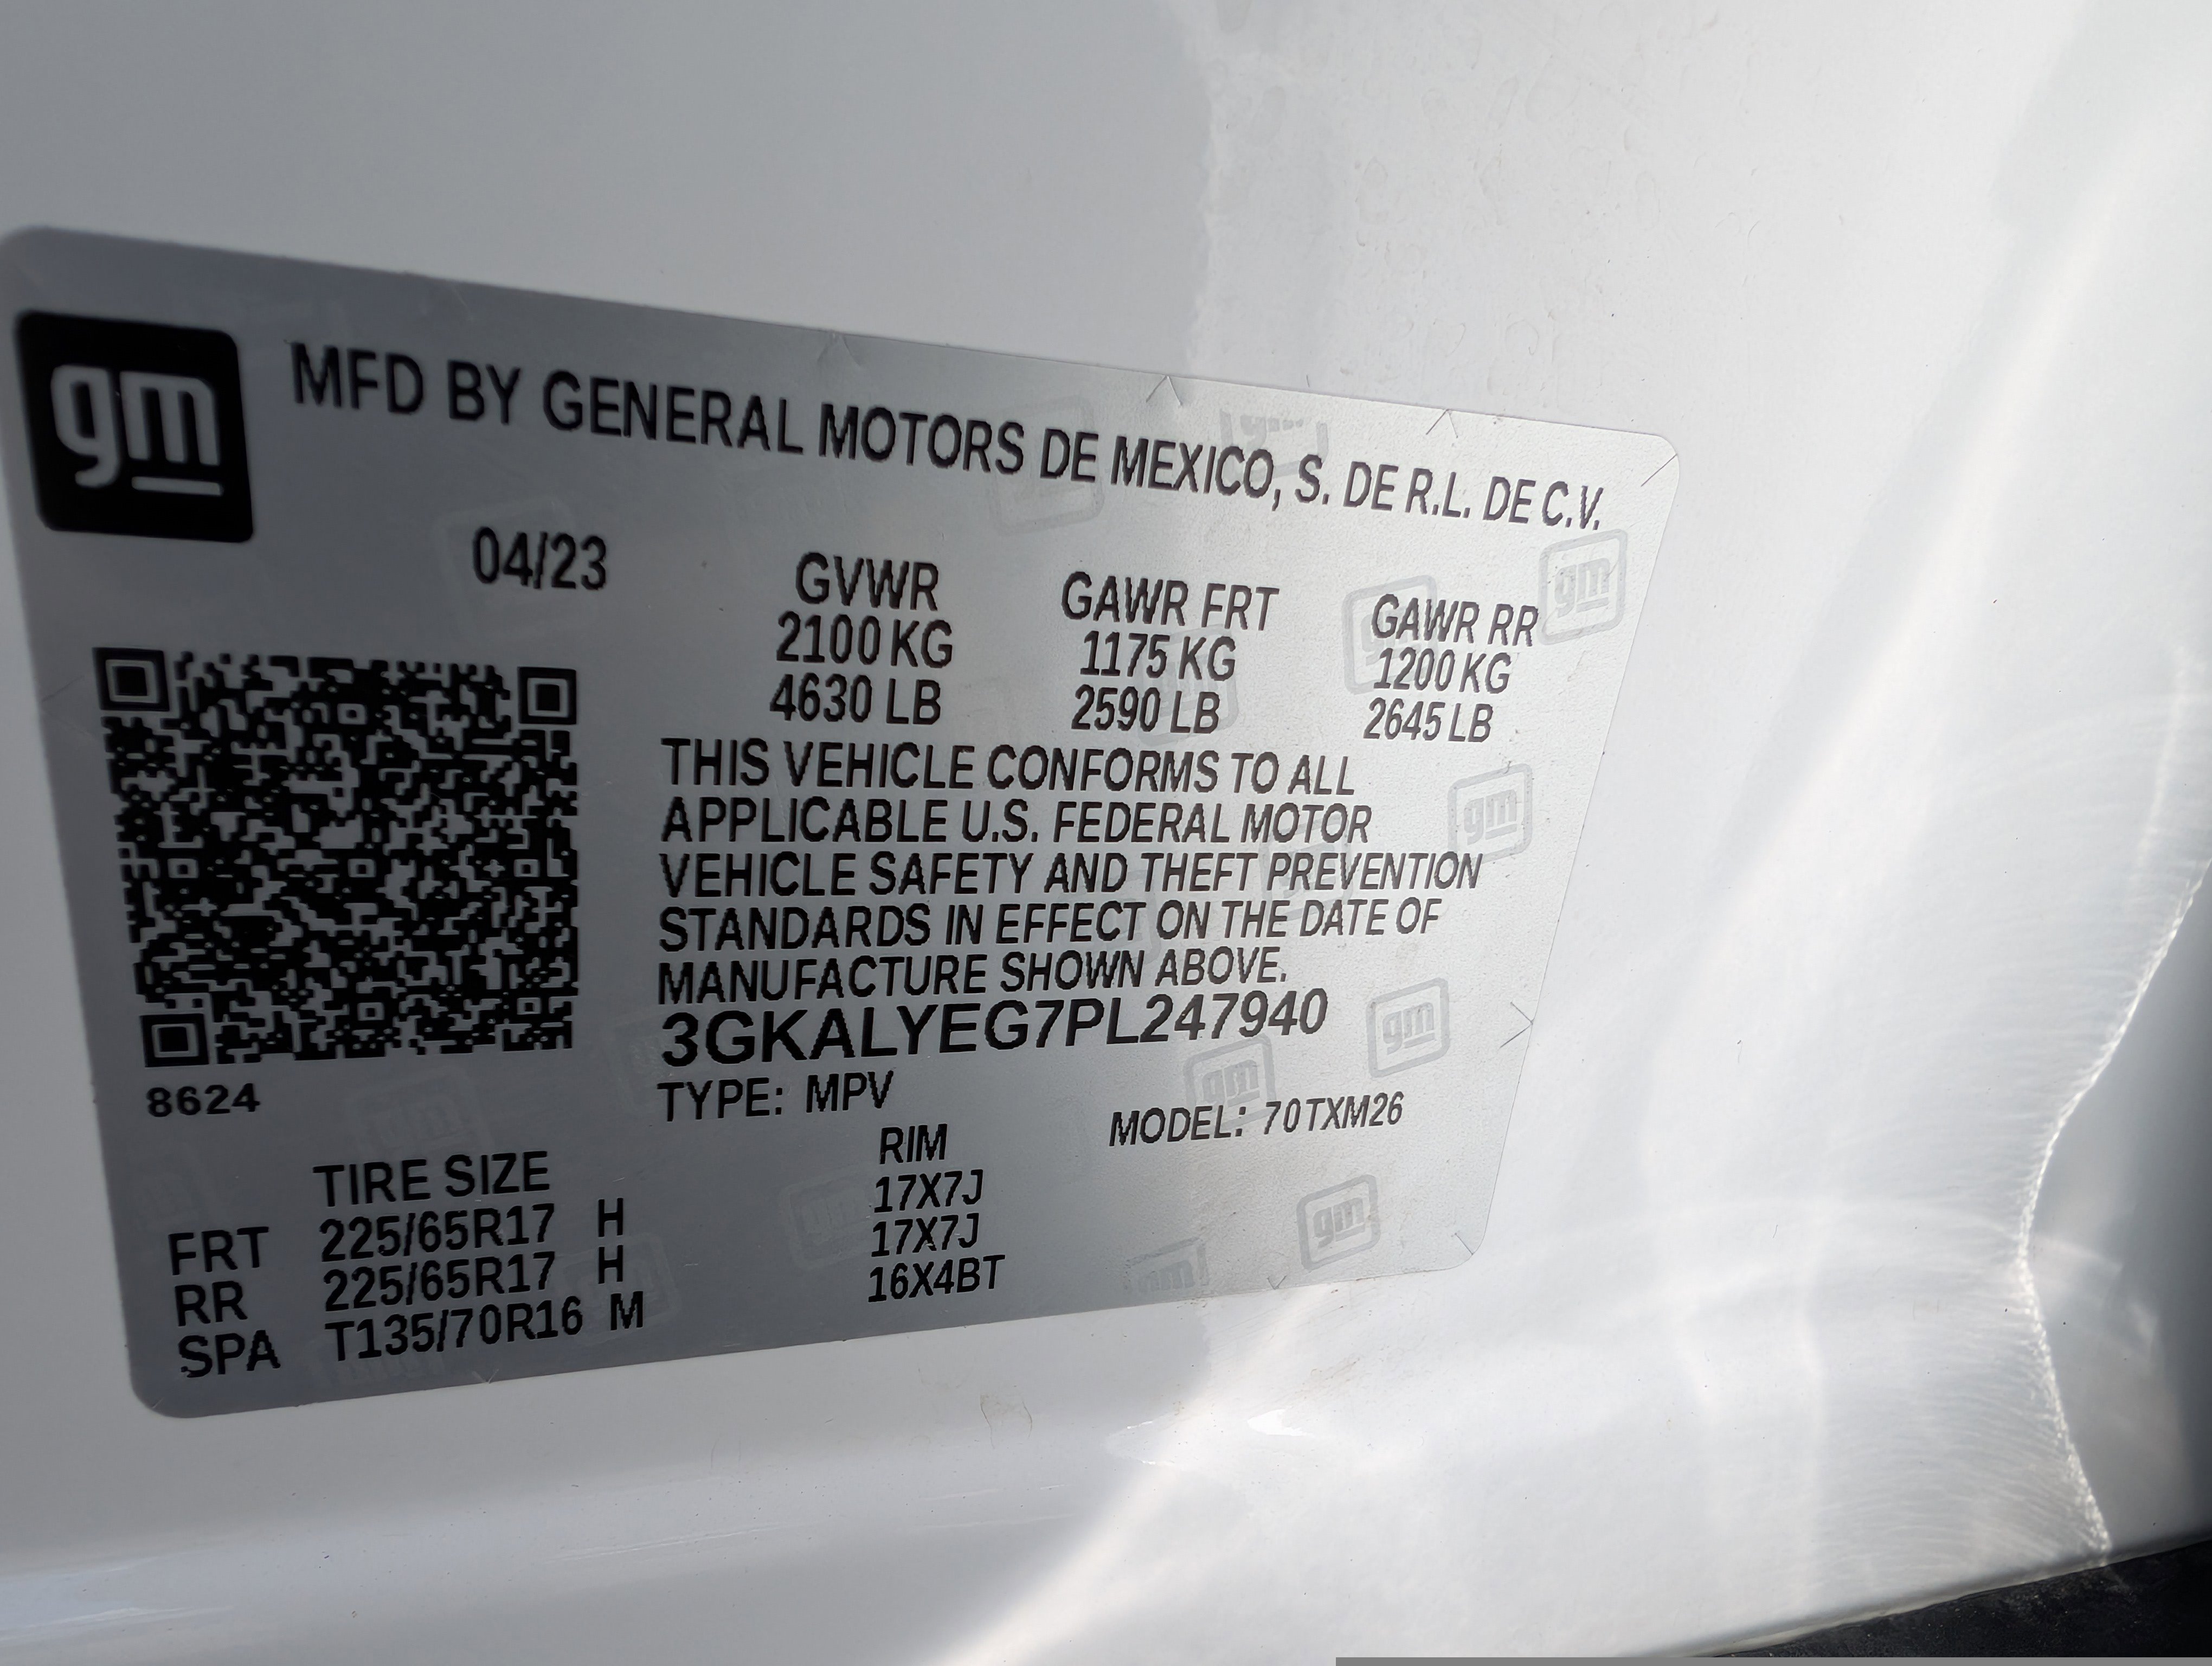 gm
MFD BY GENERAL MOTORS DE MEXICO, S. DE R.L. DE C.V.
04/23
GVWR GAWR FRT GAWR RR
2100 KG 1175 KG 1200 KG
4630 LB 2590 LB 2645 LB
THIS VEHICLE CONFORMS TO ALL
APPLICABLE U.S. FEDERAL MOTOR
VEHICLE SAFETY AND THEFT PREVENTION
STANDARDS IN EFFECT ON THE DATE OF
MANUFACTURE SHOWN ABOVE.
3GKALYEG7PL247940
8624
TYPE: MPV MODEL: 70TXM26
TIRE SIZE RIM
FRT 225/65R17 H 17X7J
RR 225/65R17 H 17X7J
SPA T135/70R16 M 16X4BT